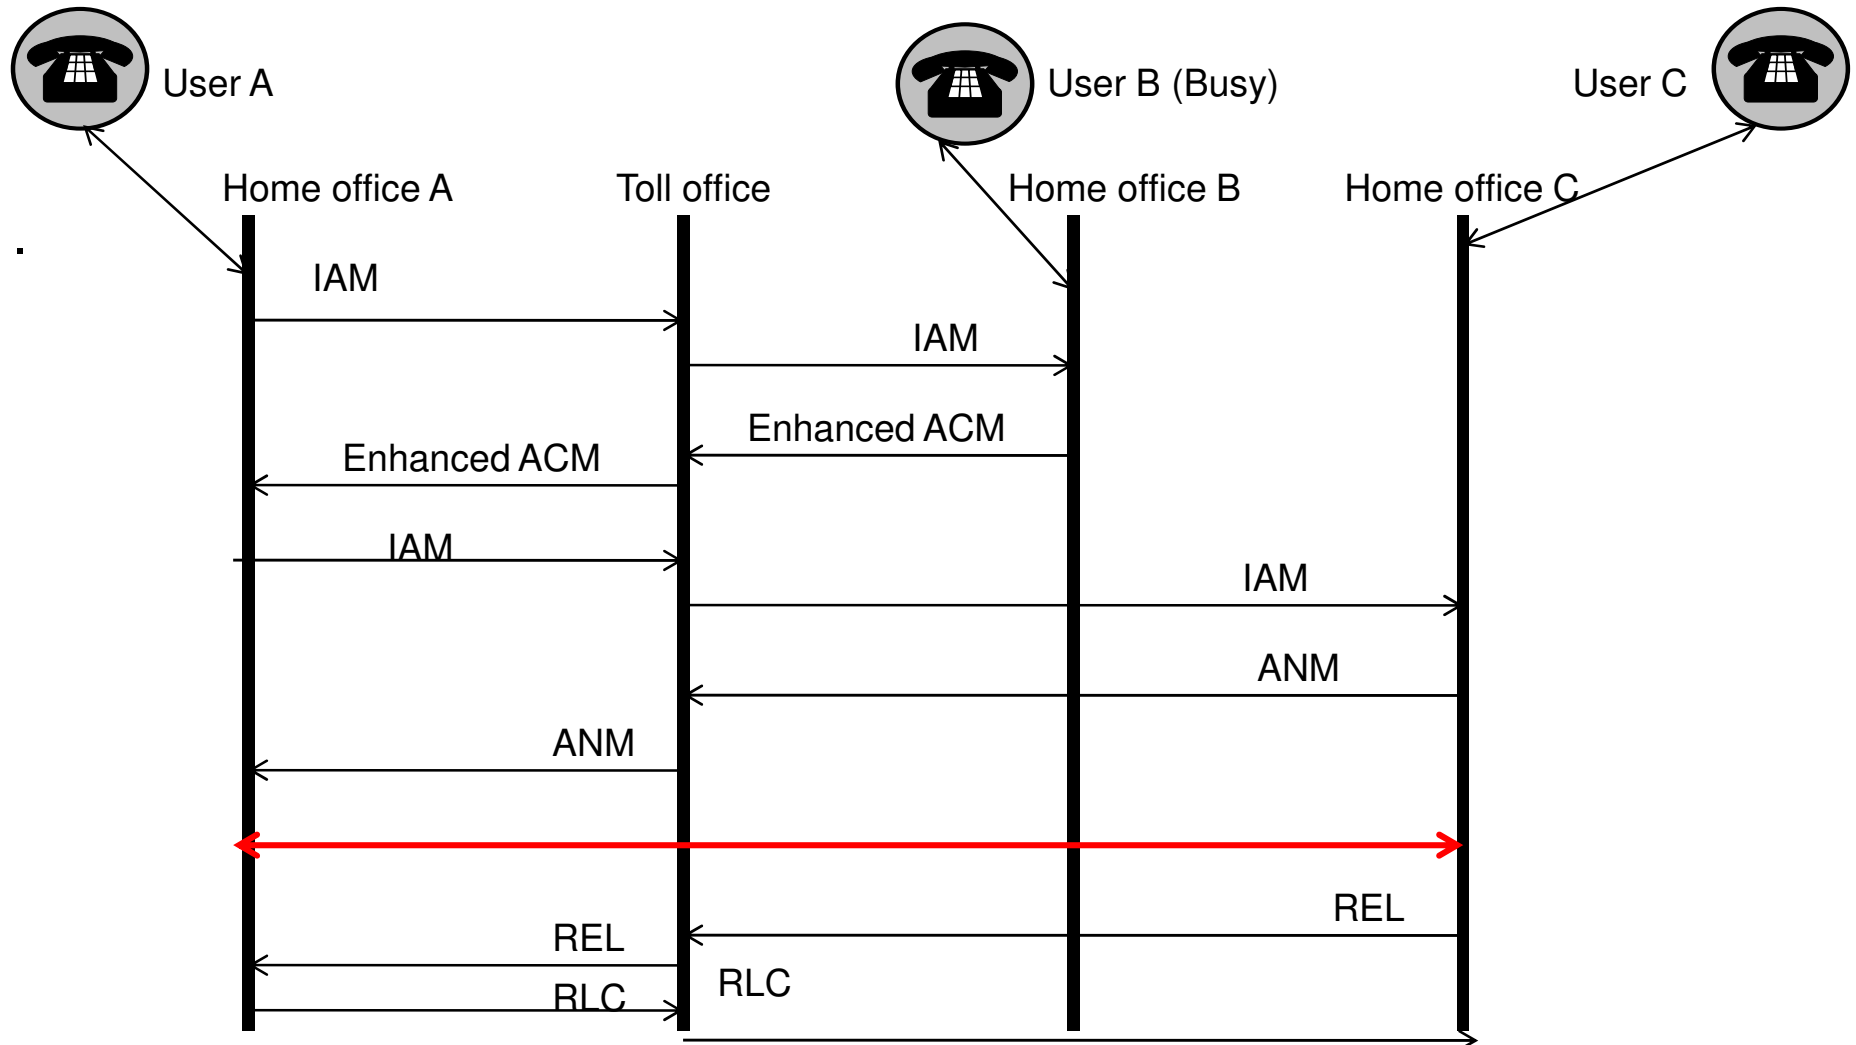 User A
User B (Busy)
User C
Home office A
Toll office
Home office B
Home office C
IAM
IAM
Enhanced ACM
Enhanced ACM
IAM
IAM
ANM
ANM
REL
REL
RLC
RLC